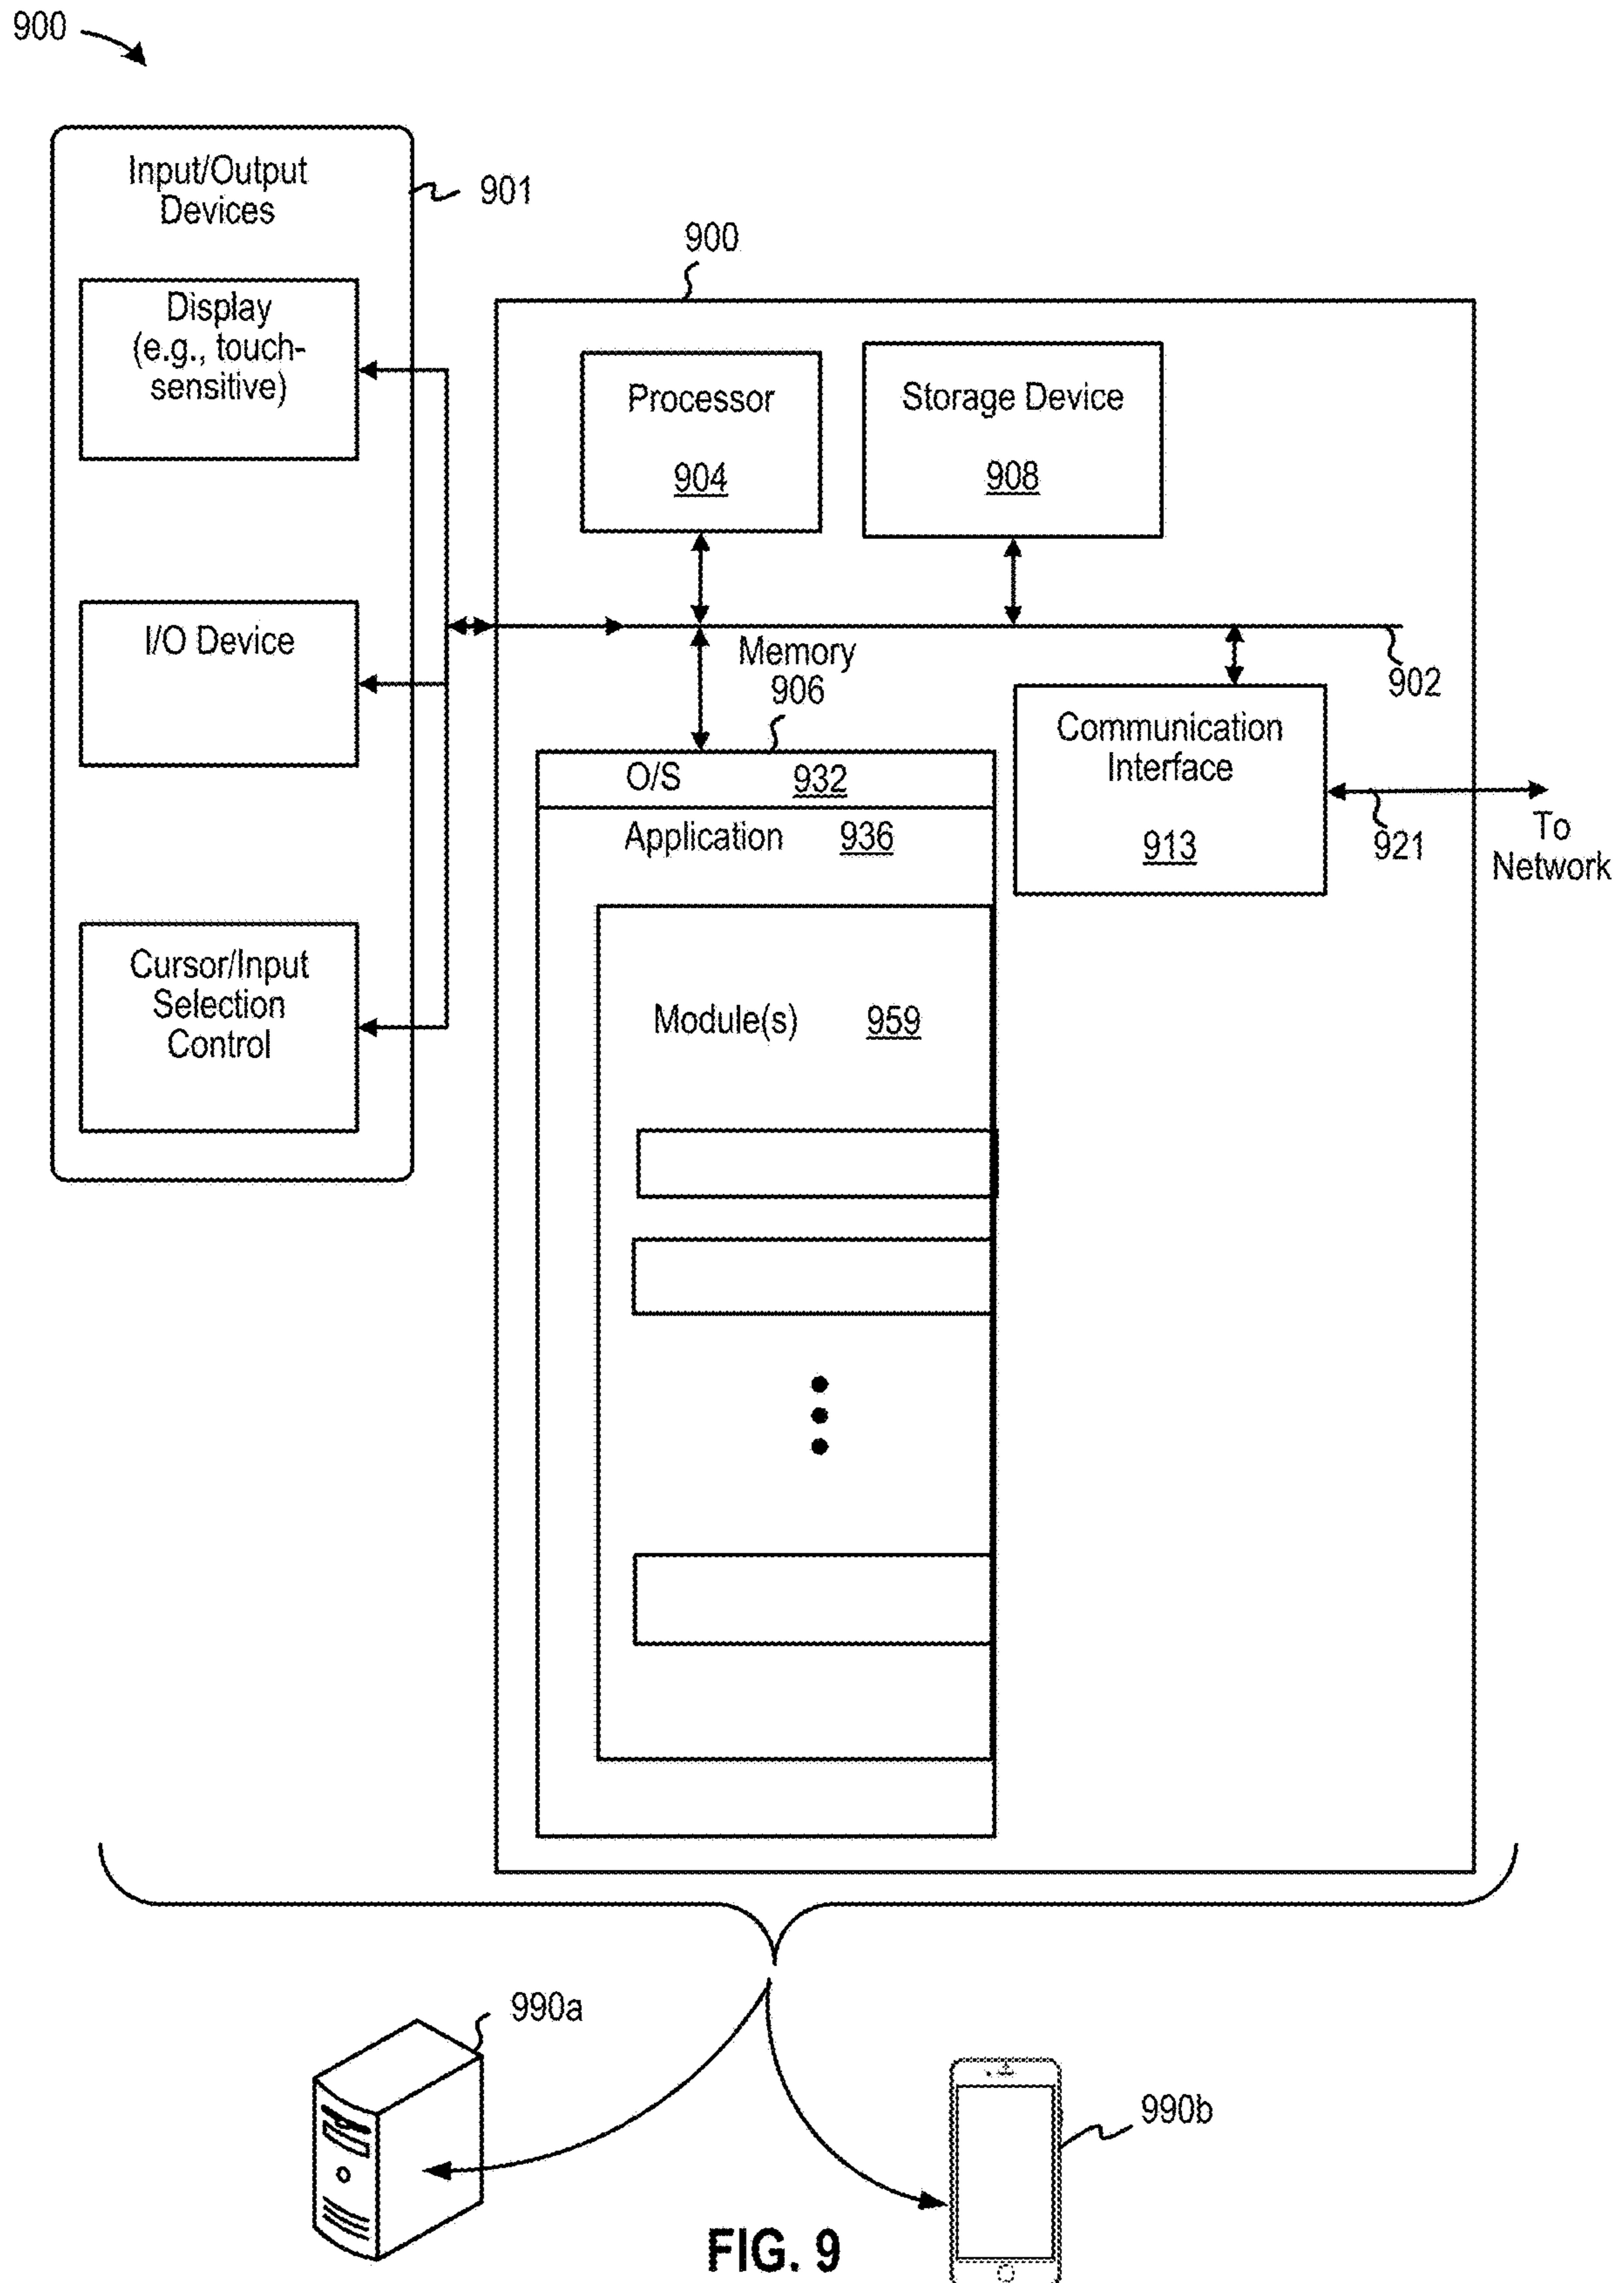 900
Input/Output
Devices
901
Display
(e.g., touch-
sensitive)
I/O Device
Cursor/Input
Selection
Control
900
Processor
904
Storage Device
908
902
Memory
906
O/S 932
Application 936
Module(s) 959
Communication
Interface
913
921
To
Network
990a
990b
FIG. 9